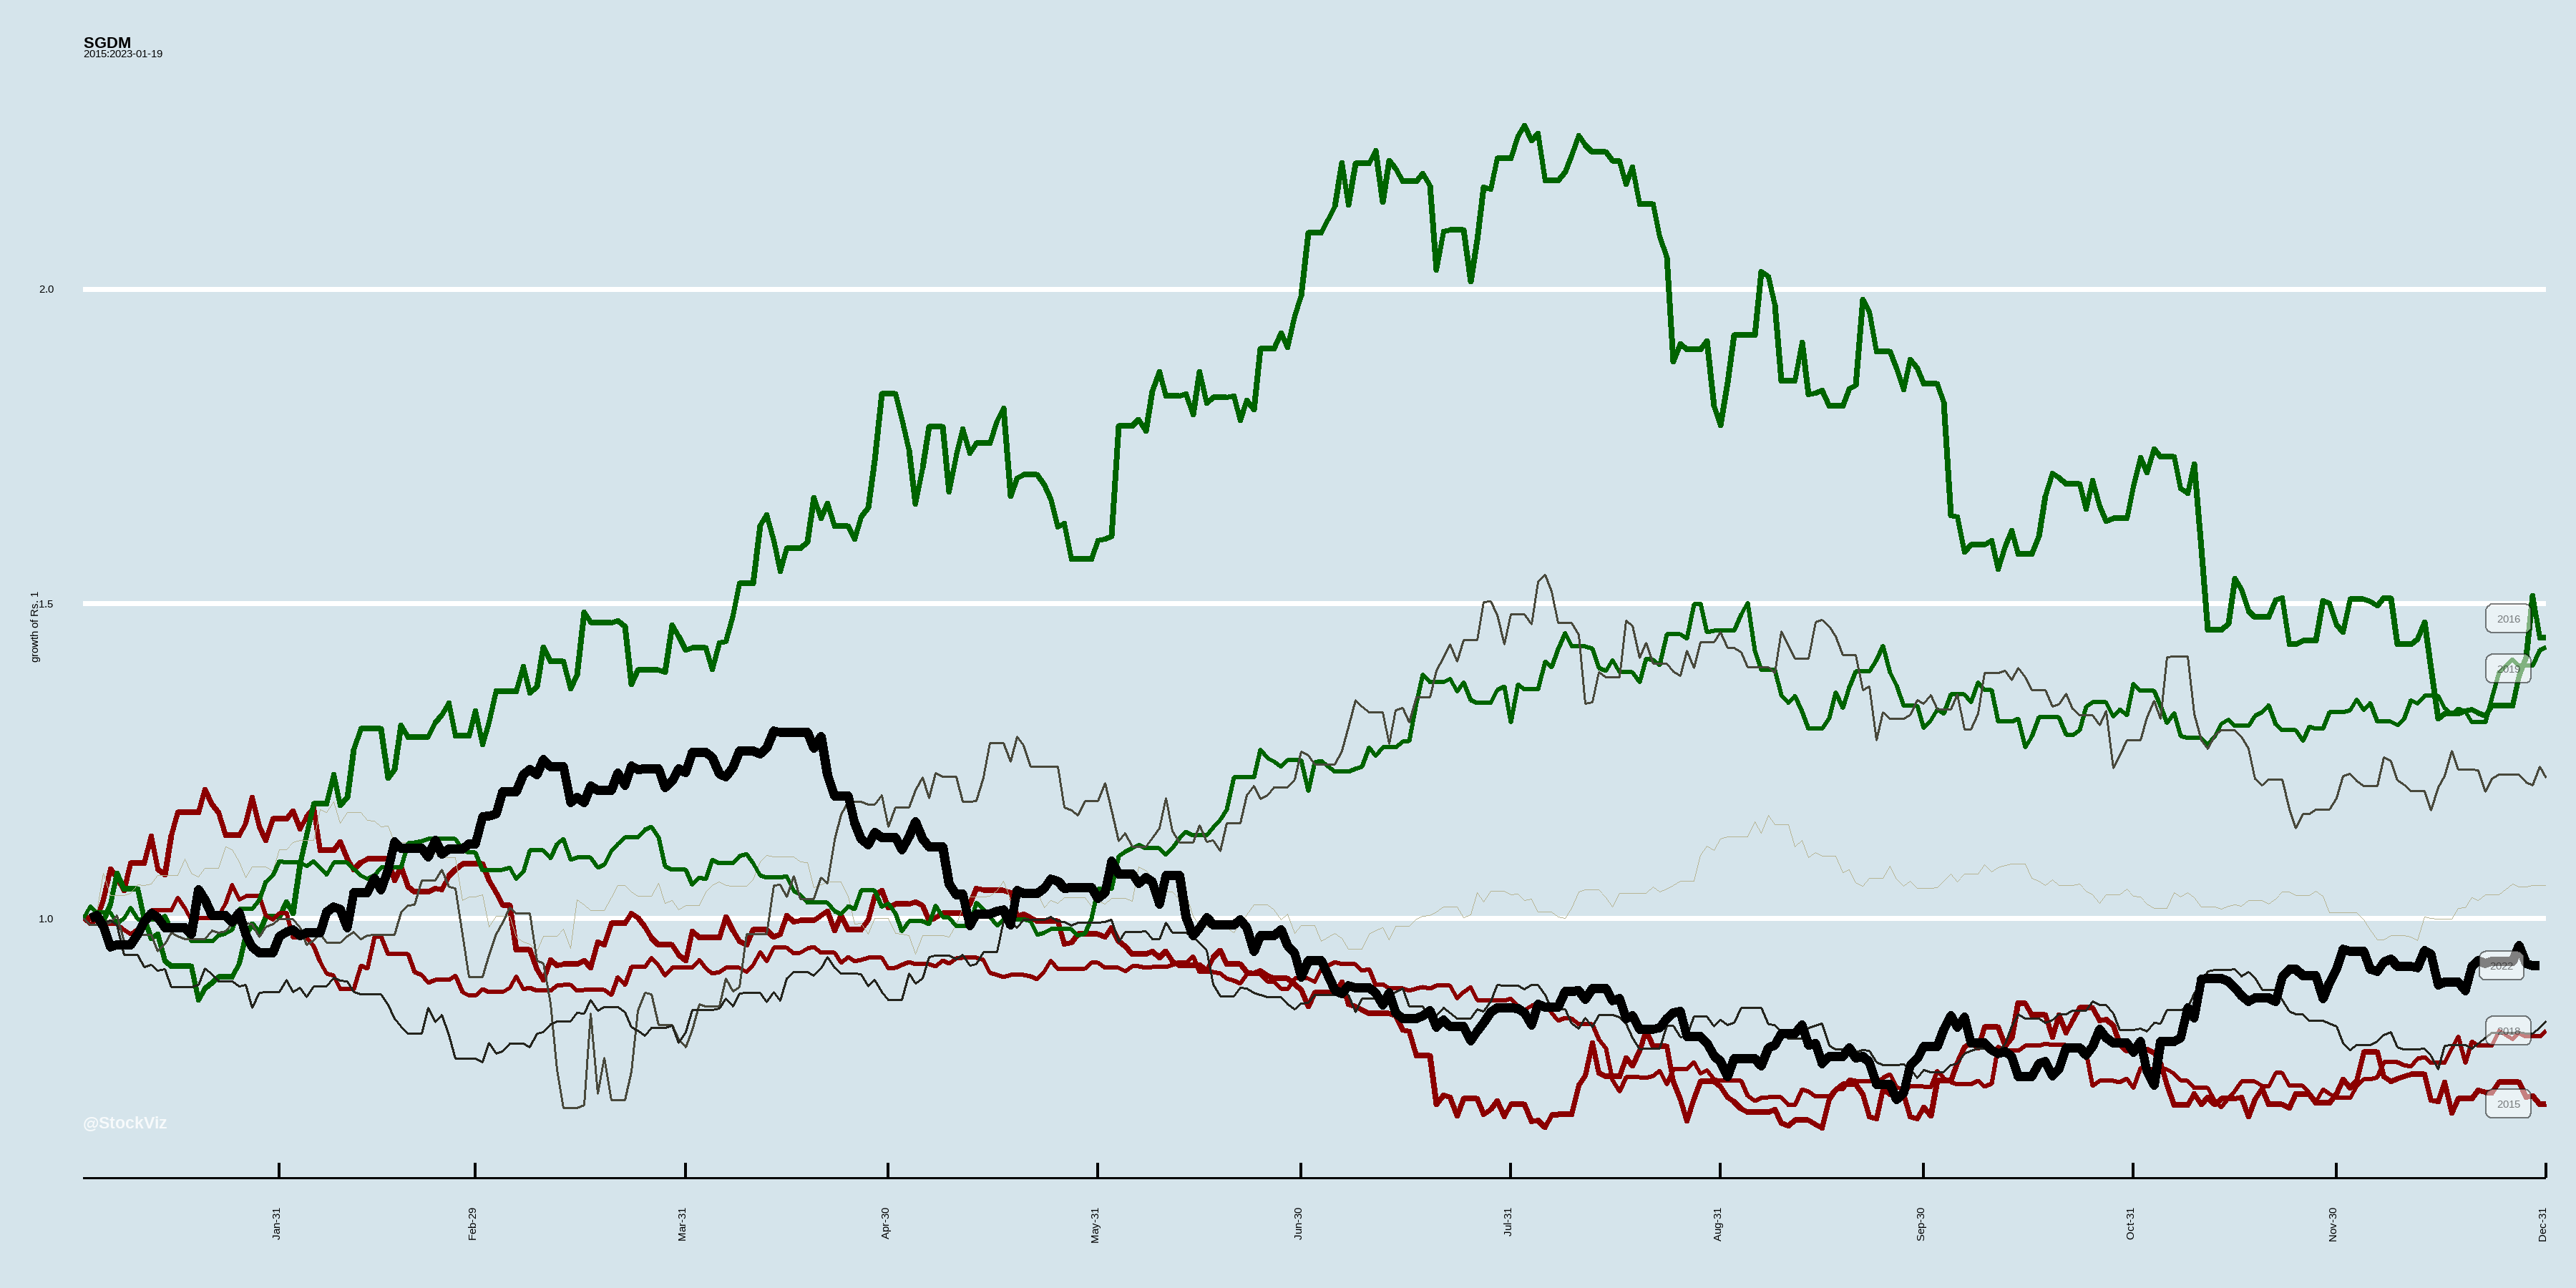 SGDM
2015:2023-01-19
growth of Rs. 1
2.0
1.5
1.0
2016
2019
2022
2018
2015
@StockViz
Jan-31
Feb-29
Mar-31
Apr-30
May-31
Jun-30
Jul-31
Aug-31
Sep-30
Oct-31
Nov-30
Dec-31